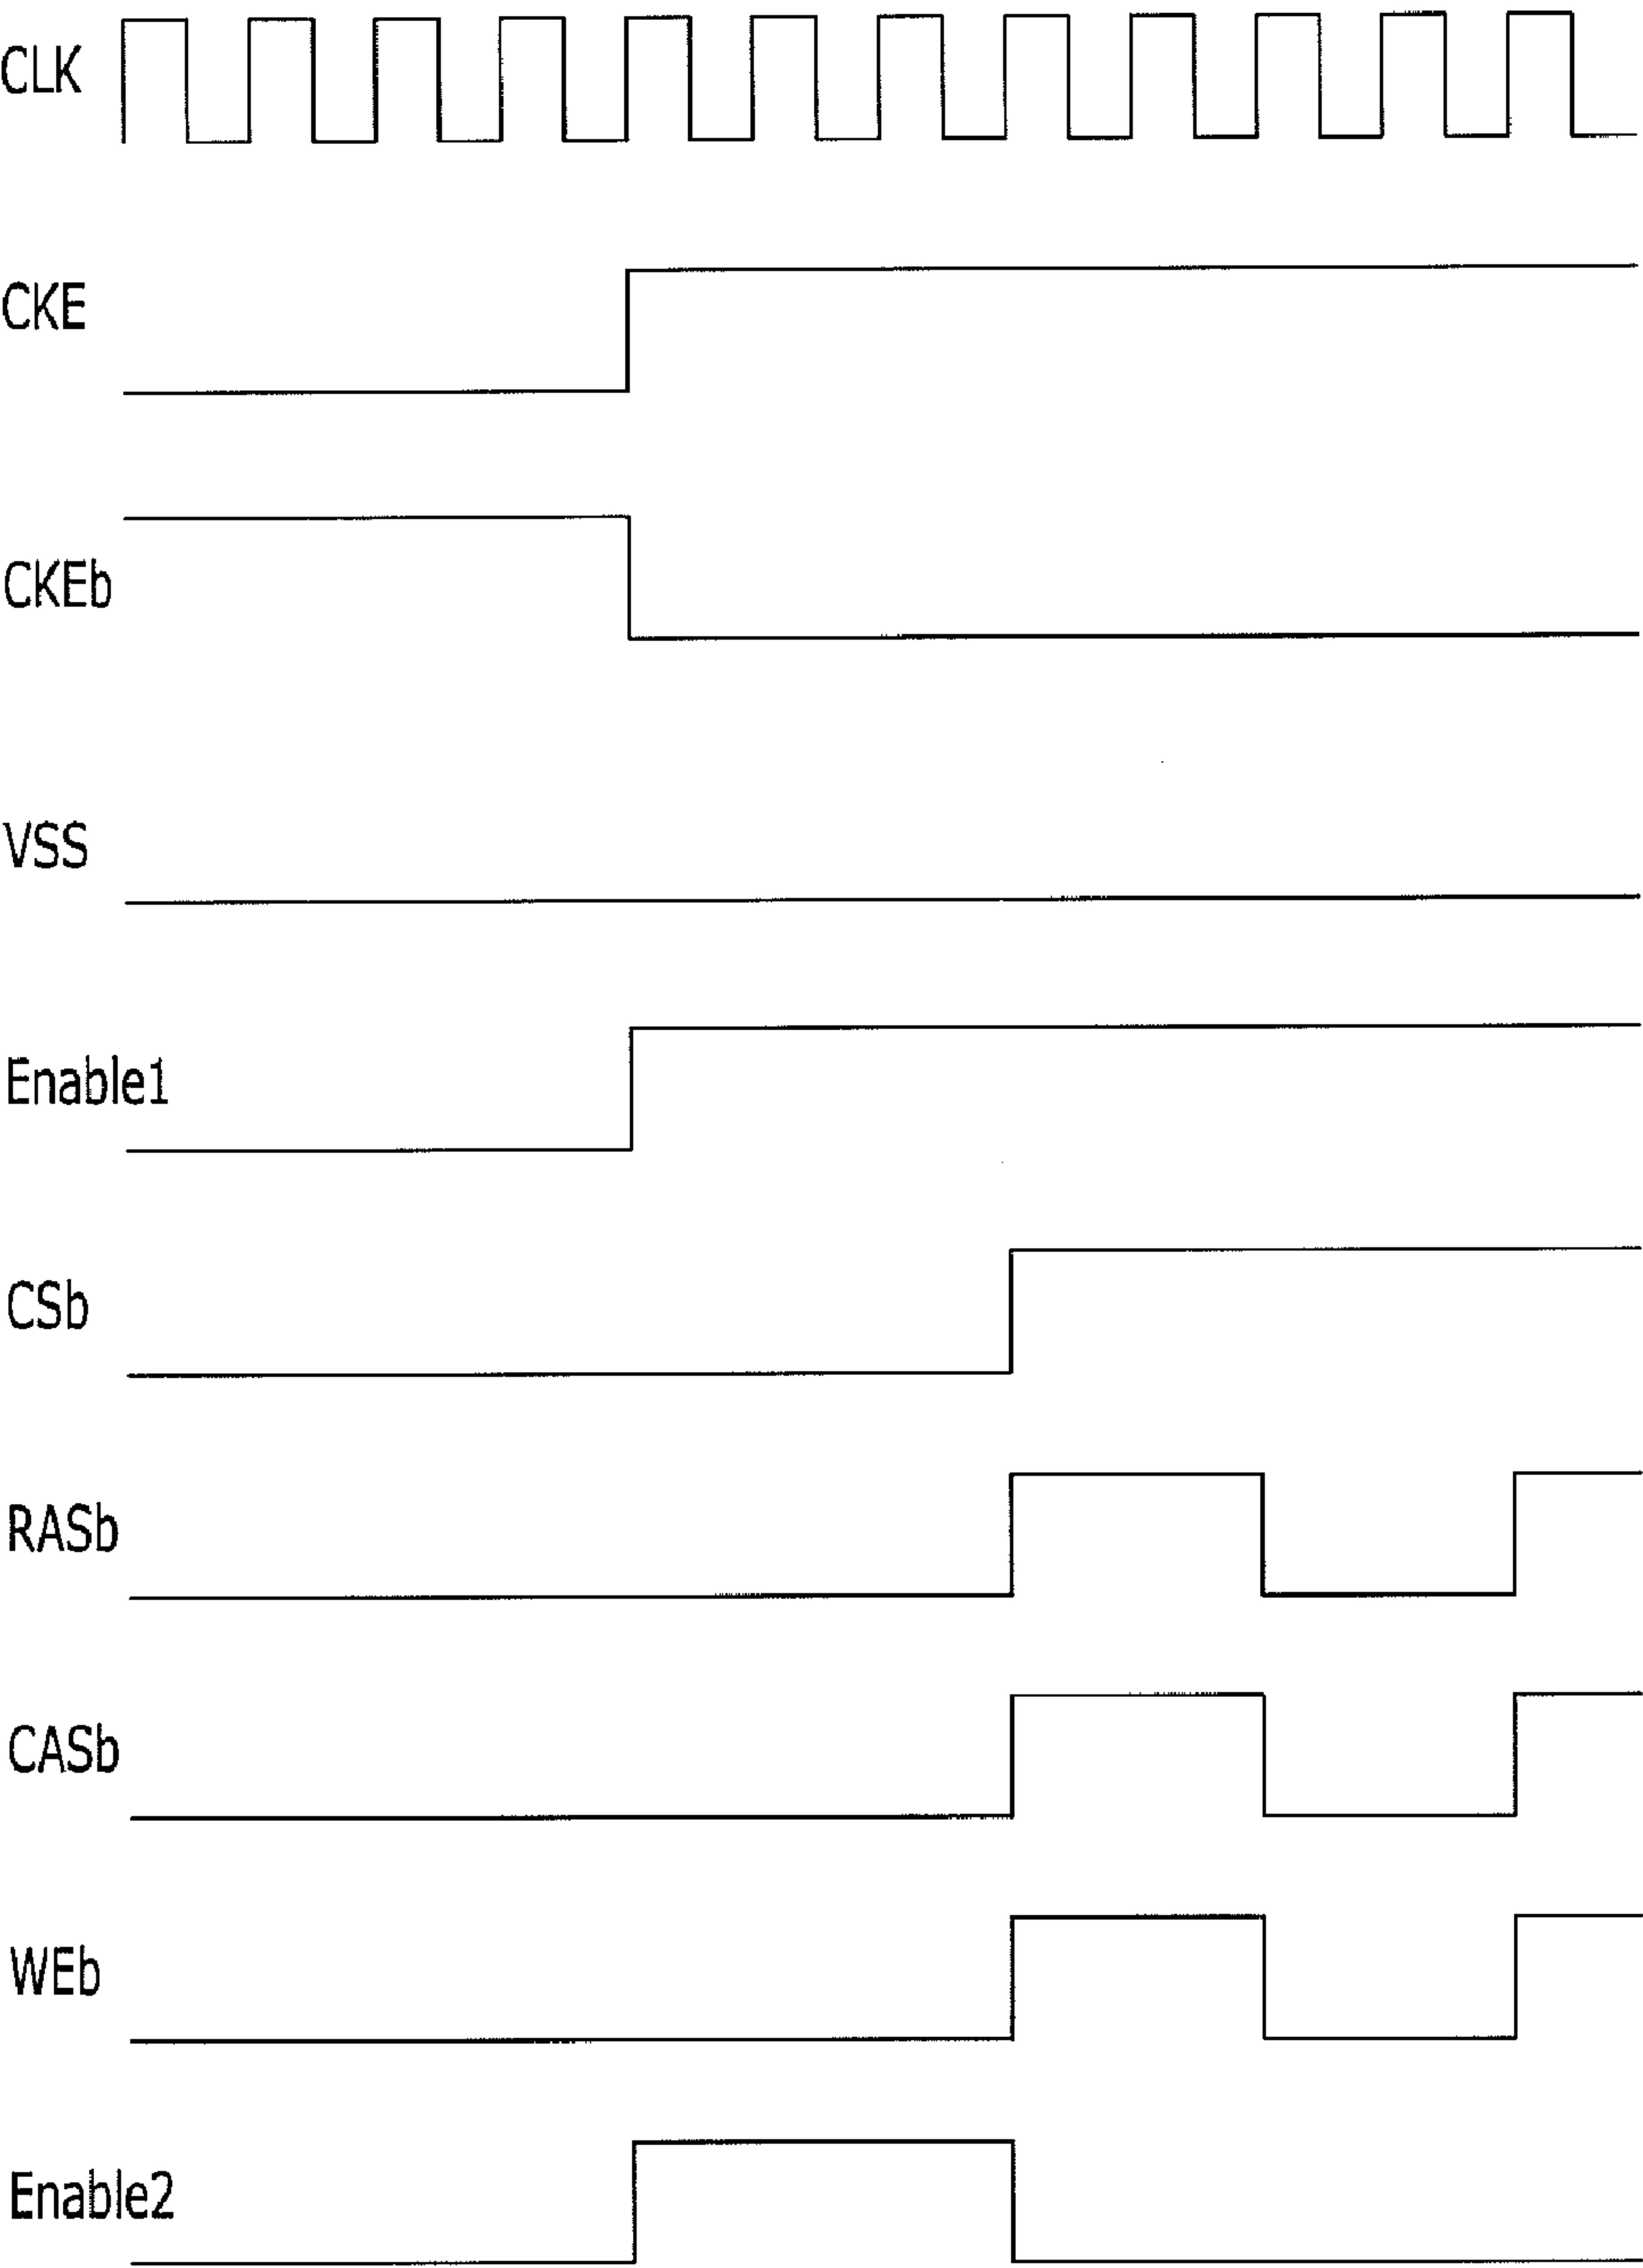 CLK
CKE
CKEb
VSS
Enable1
CSb
RASb
CASb
WEb
Enable2